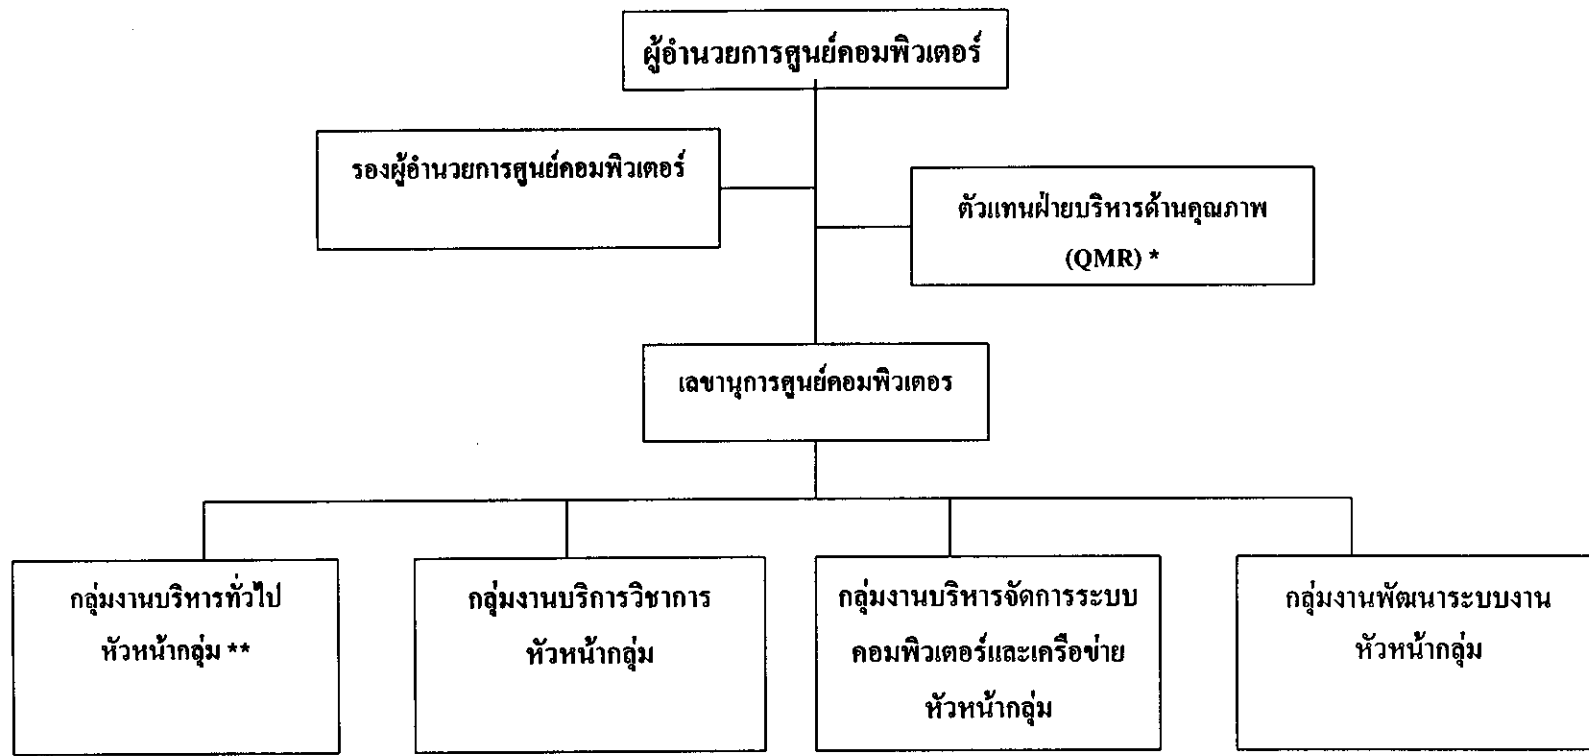 ผู้อำนวยการศูนย์คอมพิวเตอร์
รองผู้อำนวยการศูนย์คอมพิวเตอร์
ตัวแทนฝ่ายบริหารด้านคุณภาพ
(QMR) *
เลขานุการศูนย์คอมพิวเตอร
กลุ่มงานบริหารทั่วไป
หัวหน้ากลุ่ม **
กลุ่มงานบริการวิชาการ
หัวหน้ากลุ่ม
กลุ่มงานบริหารจัดการระบบ
คอมพิวเตอร์และเครือข่าย
หัวหน้ากลุ่ม
กลุ่มงานพัฒนาระบบงาน
หัวหน้ากลุ่ม